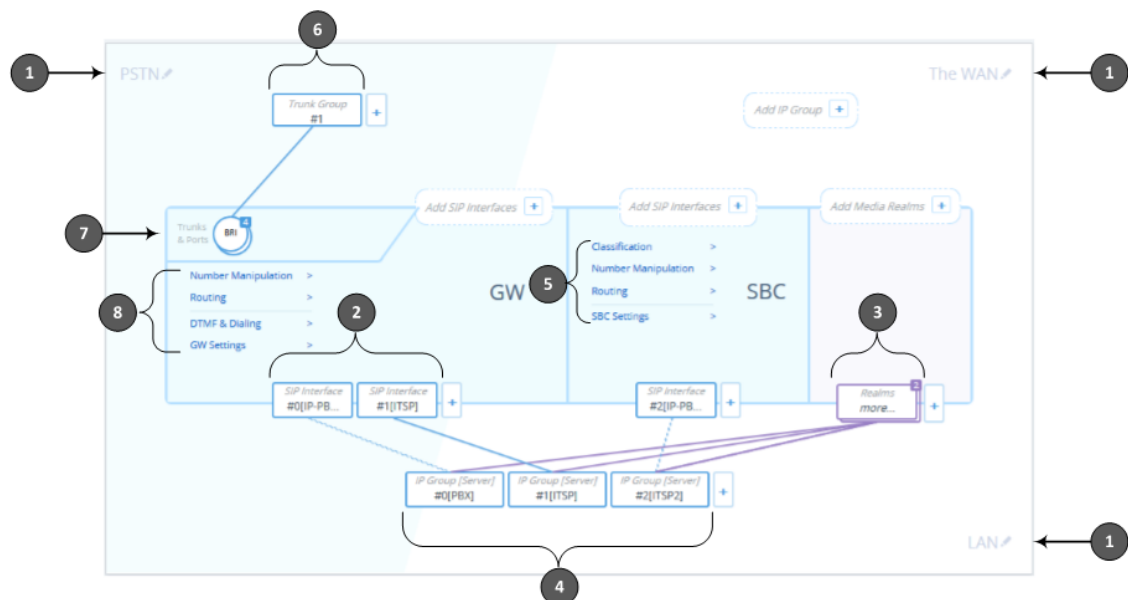 6
1
PSTN
The WAN
1
Trunk Group
#1
+
Add IP Group +
Add SIP Interfaces +
Add SIP Interfaces +
Add Media Realms +
7
Trunks
& Ports
BRI
4
Number Manipulation >
Routing >
DTMF & Dialing >
GW Settings >
8
GW
5
Classification >
Number Manipulation >
Routing >
SBC Settings >
SBC
2
3
SIP Interface
#0[IP-PB...
SIP Interface
#1[ITSP]
+
SIP Interface
#2[IP-PB...
+
2
Realms
more...
+
IP Group [Server]
#0[PBX]
IP Group [Server]
#1[ITSP]
IP Group [Server]
#2[ITSP2]
+
LAN
1
4